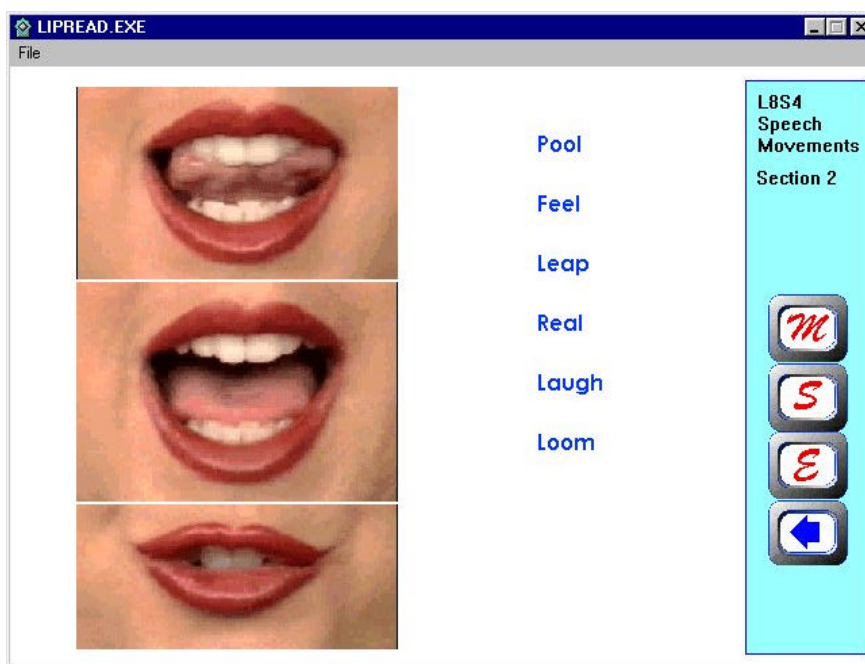 LIPREAD.EXE
File
Pool
Feel
Leap
Real
Laugh
Loom
L8S4
Speech
Movements
Section 2
M
S
E